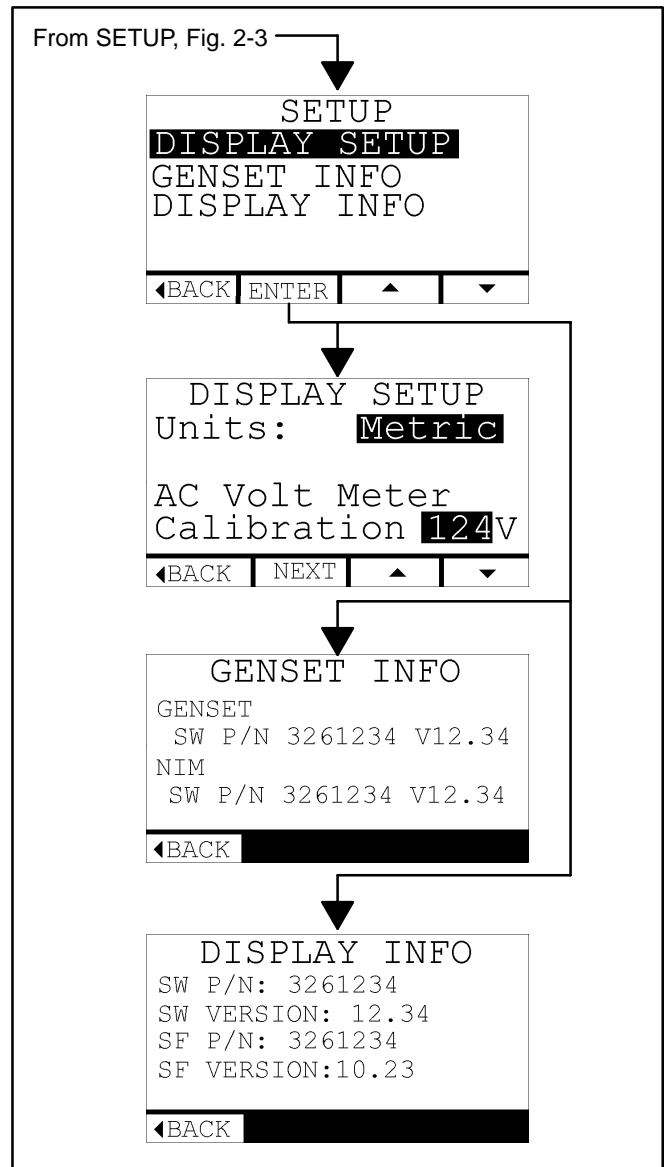 From SETUP, Fig. 2-3
SETUP
DISPLAY SETUP
GENSET INFO
DISPLAY INFO
◀BACK ENTER ▲ ▼
DISPLAY SETUP
Units: Metric
AC Volt Meter
Calibration 124V
◀BACK NEXT ▲ ▼
GENSET INFO
GENSET
SW P/N 3261234 V12.34
NIM
SW P/N 3261234 V12.34
◀BACK
DISPLAY INFO
SW P/N: 3261234
SW VERSION: 12.34
SF P/N: 3261234
SF VERSION:10.23
◀BACK